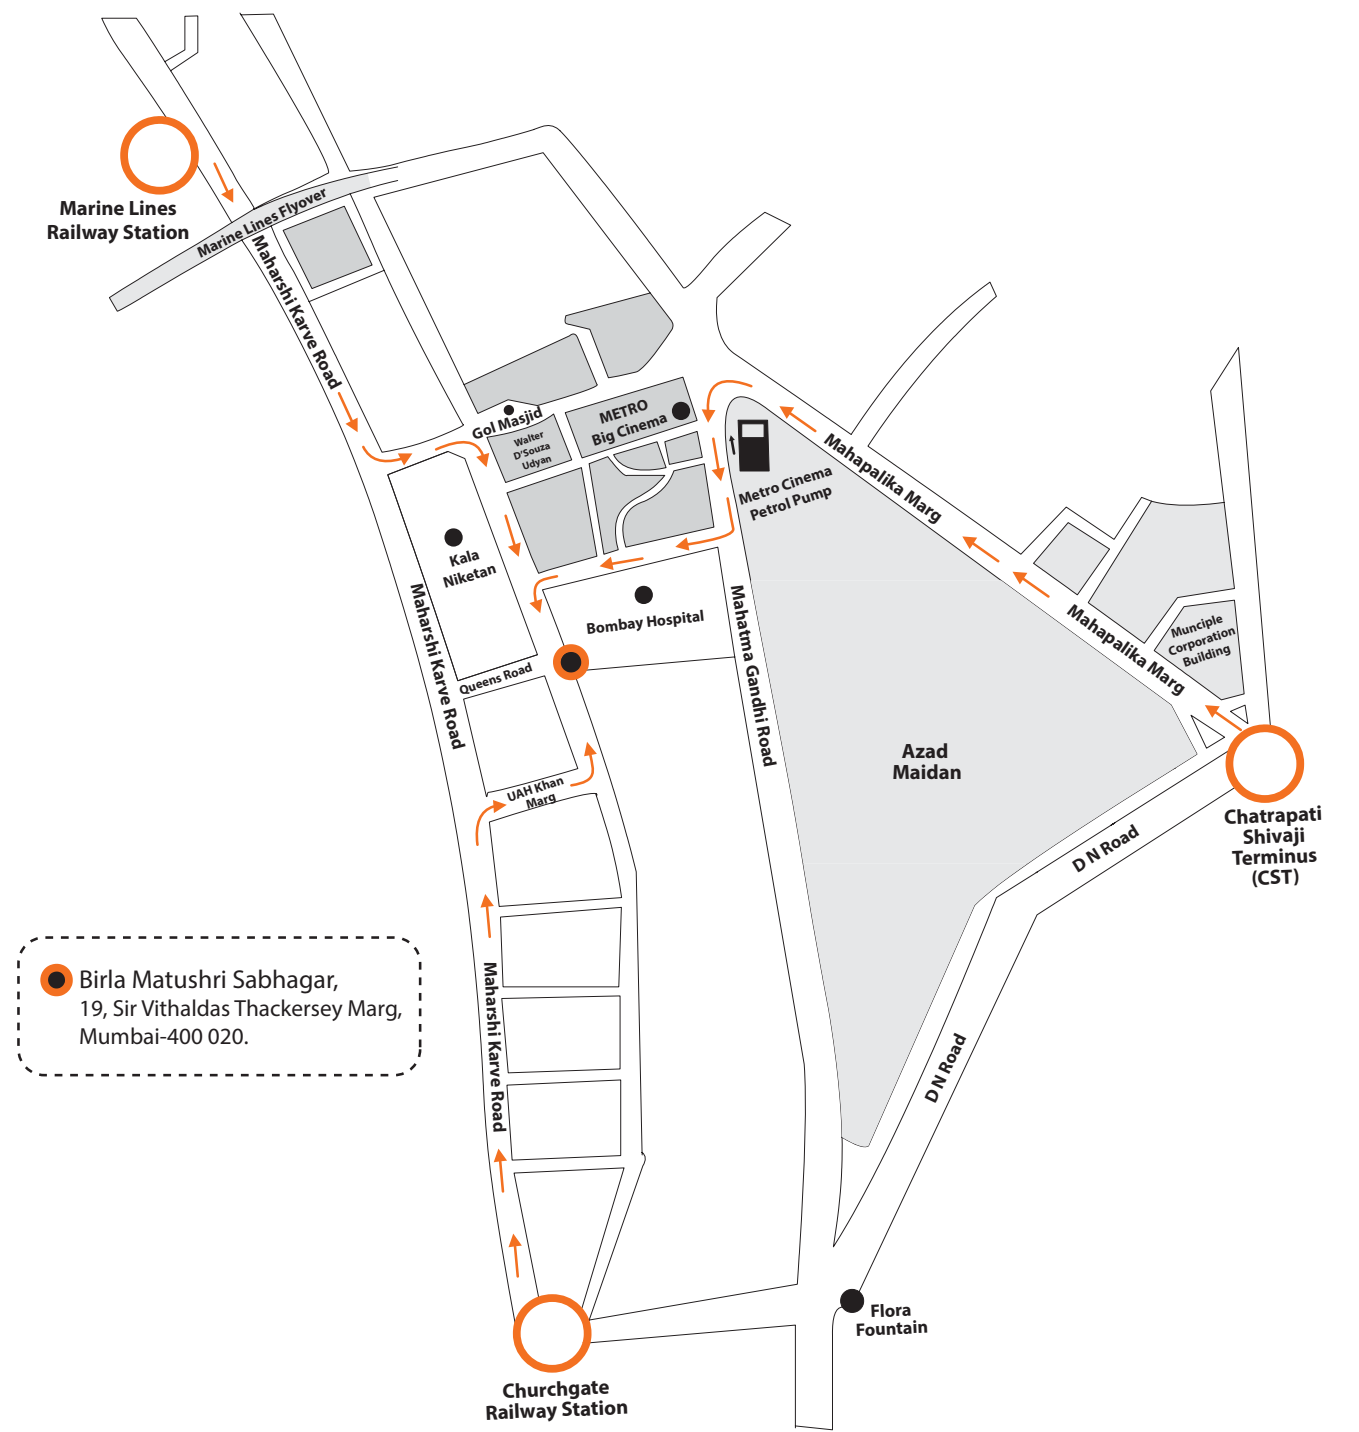 Marine Lines
Railway Station
Marine Lines Flyover
Maharshi Karve Road
Gol Masjid
METRO
Big Cinema
Walter
D'Souza
Udyan
Metro Cinema
Petrol Pump
Mahapalika Marg
Kala
Niketan
Maharshi Karve Road
Bombay Hospital
Mahatma Gandhi Road
Mahapalika Marg
Munciple
Corporation
Building
Queens Road
Azad
Maidan
UAH Khan
Marg
Chatrapati
Shivaji
Terminus
(CST)
D N Road
Birla Matushri Sabhagar,
19, Sir Vithaldas Thackersey Marg,
Mumbai-400 020.
Maharshi Karve Road
D N Road
Flora
Fountain
Churchgate
Railway Station